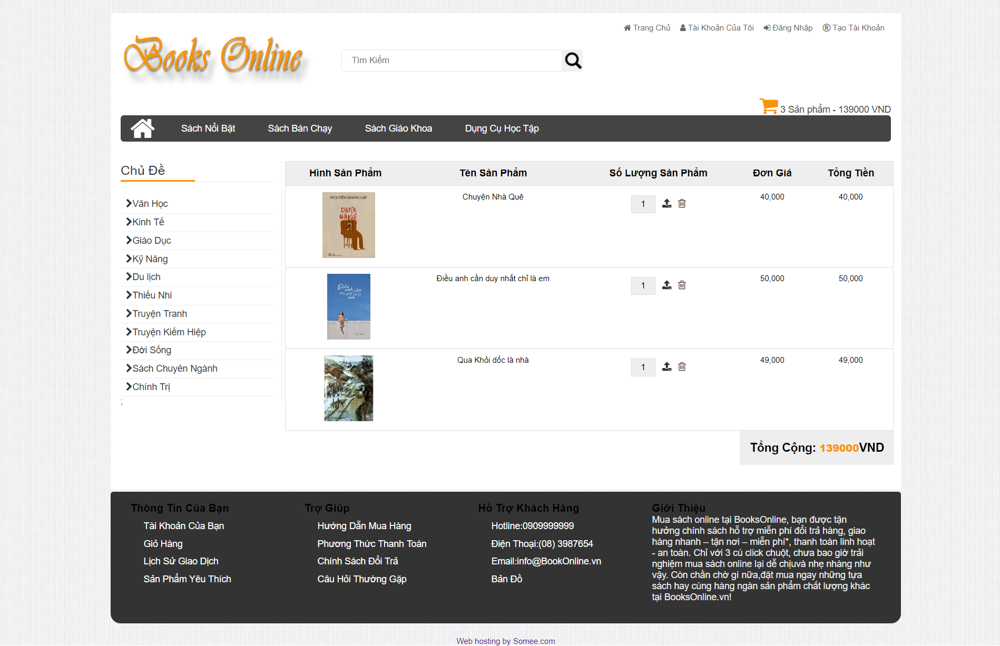 Trang Chủ Tài Khoản Của Tôi Đăng Nhập ® Tạo Tài Khoản
Books Online
Tìm Kiếm
3 Sản phẩm - 139000 VND
Sách Nổi Bật Sách Bán Chạy Sách Giáo Khoa Dụng Cụ Học Tập
Chủ Đề
Văn Học
Kinh Tế
Giáo Dục
Kỹ Năng
Du lịch
Thiếu Nhi
Truyện Tranh
Truyện Kiếm Hiệp
Đời Sống
Sách Chuyên Ngành
Chính Trị
;
Hình Sản Phẩm Tên Sản Phẩm Số Lượng Sản Phẩm Đơn Giá Tổng Tiền
NGUYỄN QUANG LẬP
CHUYỆN
NHÀ QUÊ
Chuyện Nhà Quê 1 40,000 40,000
Điều
anh cần
duy nhất chỉ là
em
Điều anh cần duy nhất chỉ là em 1 50,000 50,000
QUA
KHỎI
DỐC
LÀ
NHÀ
Qua Khỏi dốc là nhà 1 49,000 49,000
Tổng Cộng: 139000VND
Thông Tin Của Bạn
Tài Khoản Của Bạn
Giỏ Hàng
Lịch Sử Giao Dịch
Sản Phẩm Yêu Thích
Trợ Giúp
Hướng Dẫn Mua Hàng
Phương Thức Thanh Toán
Chính Sách Đổi Trả
Câu Hỏi Thường Gặp
Hỗ Trợ Khách Hàng
Hotline:0909999999
Điện Thoại:(08) 3987654
Email:info@BookOnline.vn
Bản Đồ
Giới Thiệu
Mua sách online tại BooksOnline, bạn được tận
hưởng chính sách hỗ trợ miễn phí đổi trả hàng, giao
hàng nhanh – tận nơi – miễn phí*, thanh toán linh hoạt
- an toàn. Chỉ với 3 cú click chuột, chưa bao giờ trải
nghiệm mua sách online lại dễ chịuvà nhẹ nhàng như
vậy. Còn chần chờ gì nữa,đặt mua ngay những tựa
sách hay cùng hàng ngàn sản phẩm chất lượng khác
tại BooksOnline.vn!
Web hosting by Somee.com